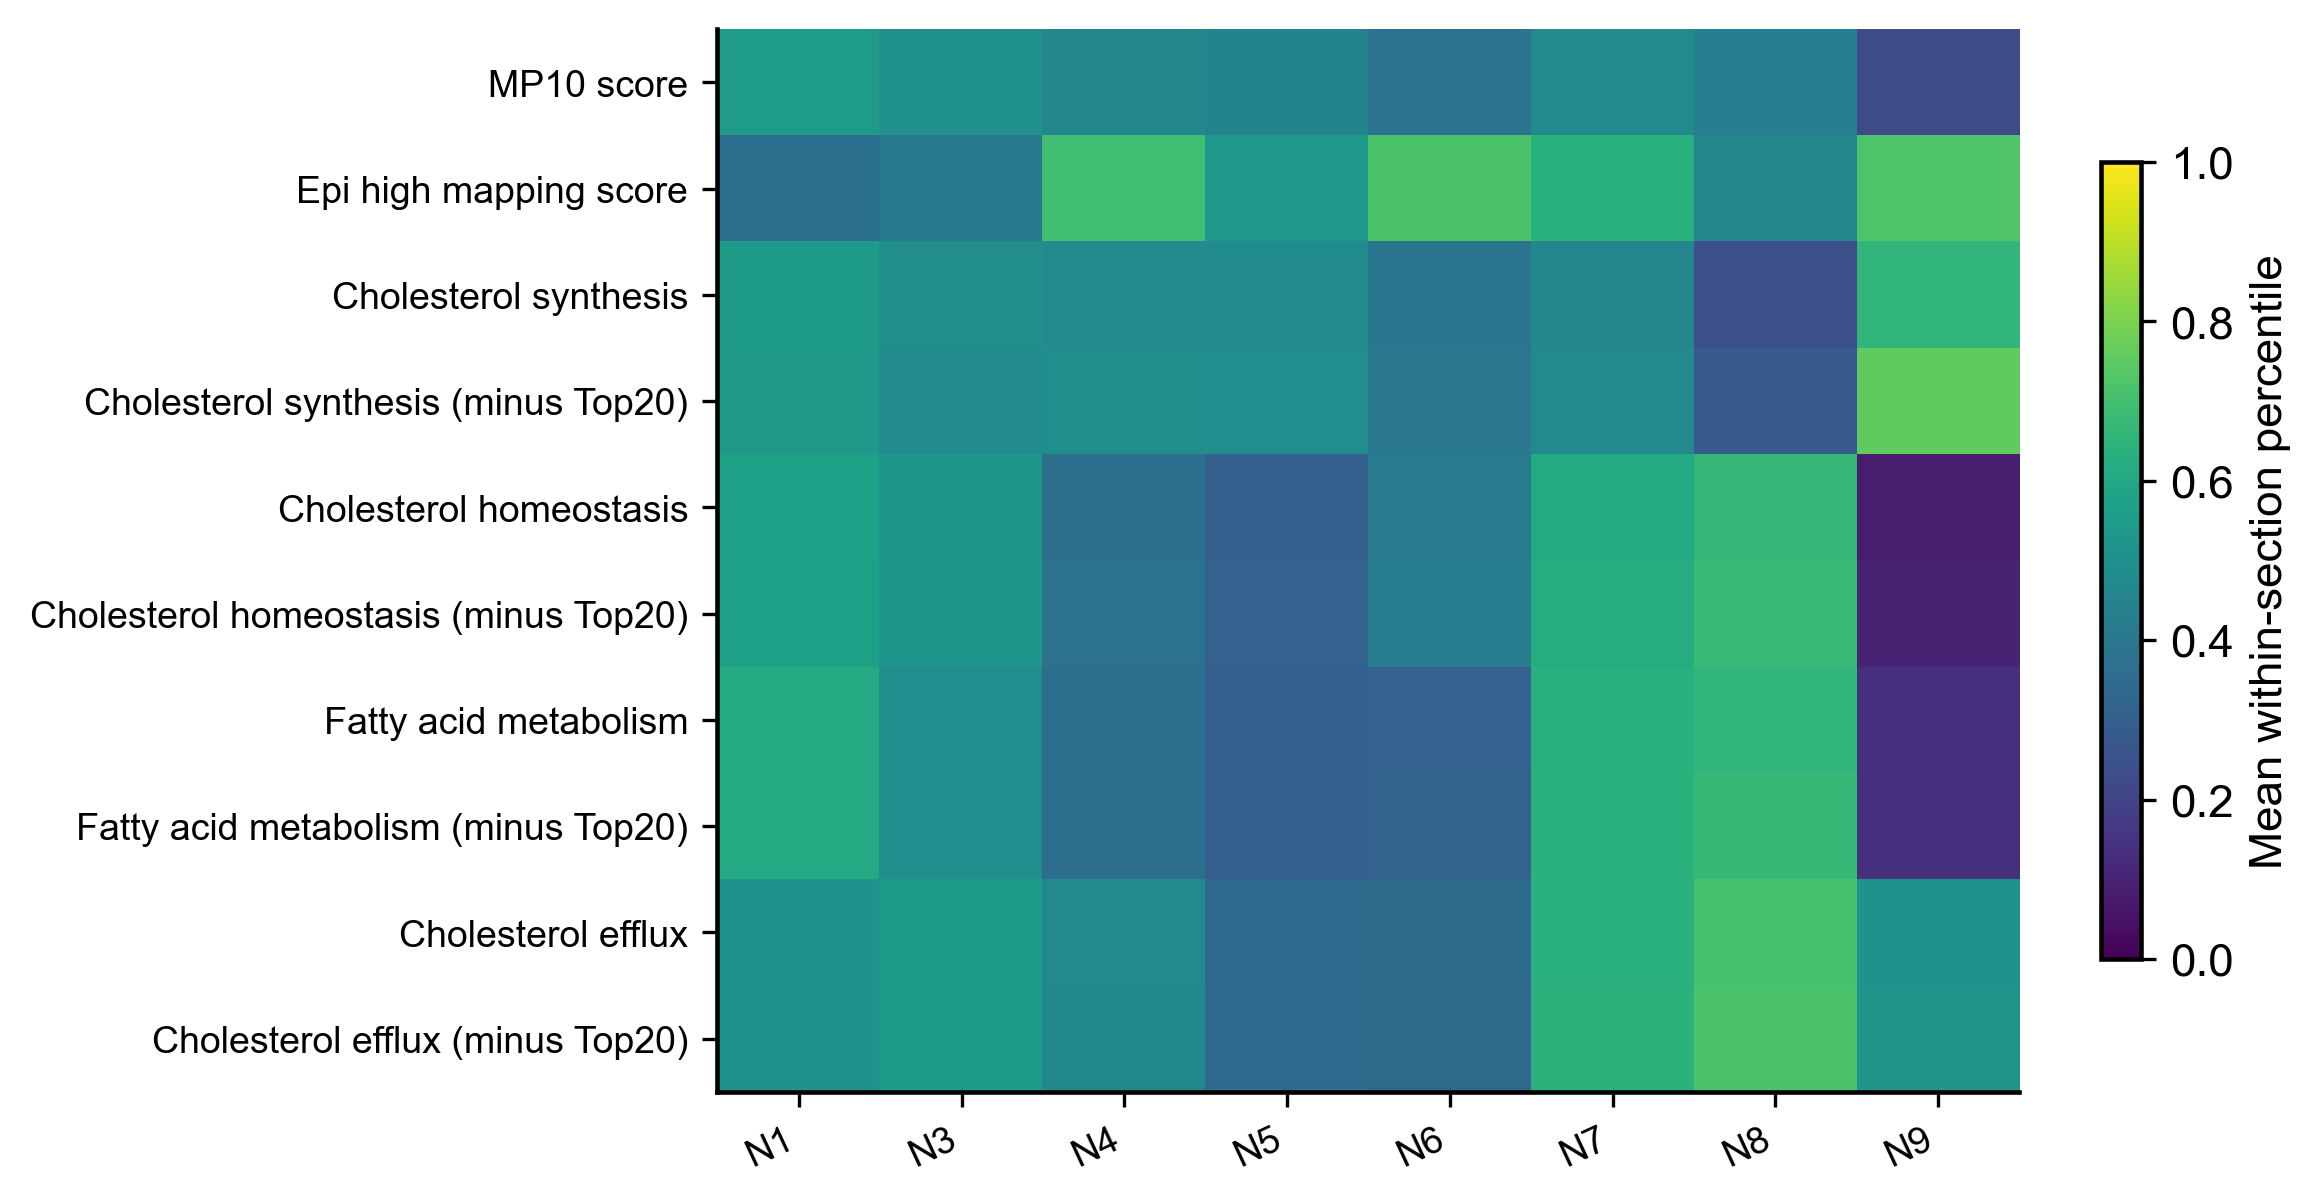 MP10 score
Epi high mapping score
Cholesterol synthesis
Cholesterol synthesis (minus Top20)
Cholesterol homeostasis
Cholesterol homeostasis (minus Top20)
Fatty acid metabolism
Fatty acid metabolism (minus Top20)
Cholesterol efflux
Cholesterol efflux (minus Top20)
N1 N3 N4 N5 N6 N7 N8 N9
1.0
0.8
0.6
0.4
0.2
0.0
Mean within-section percentile